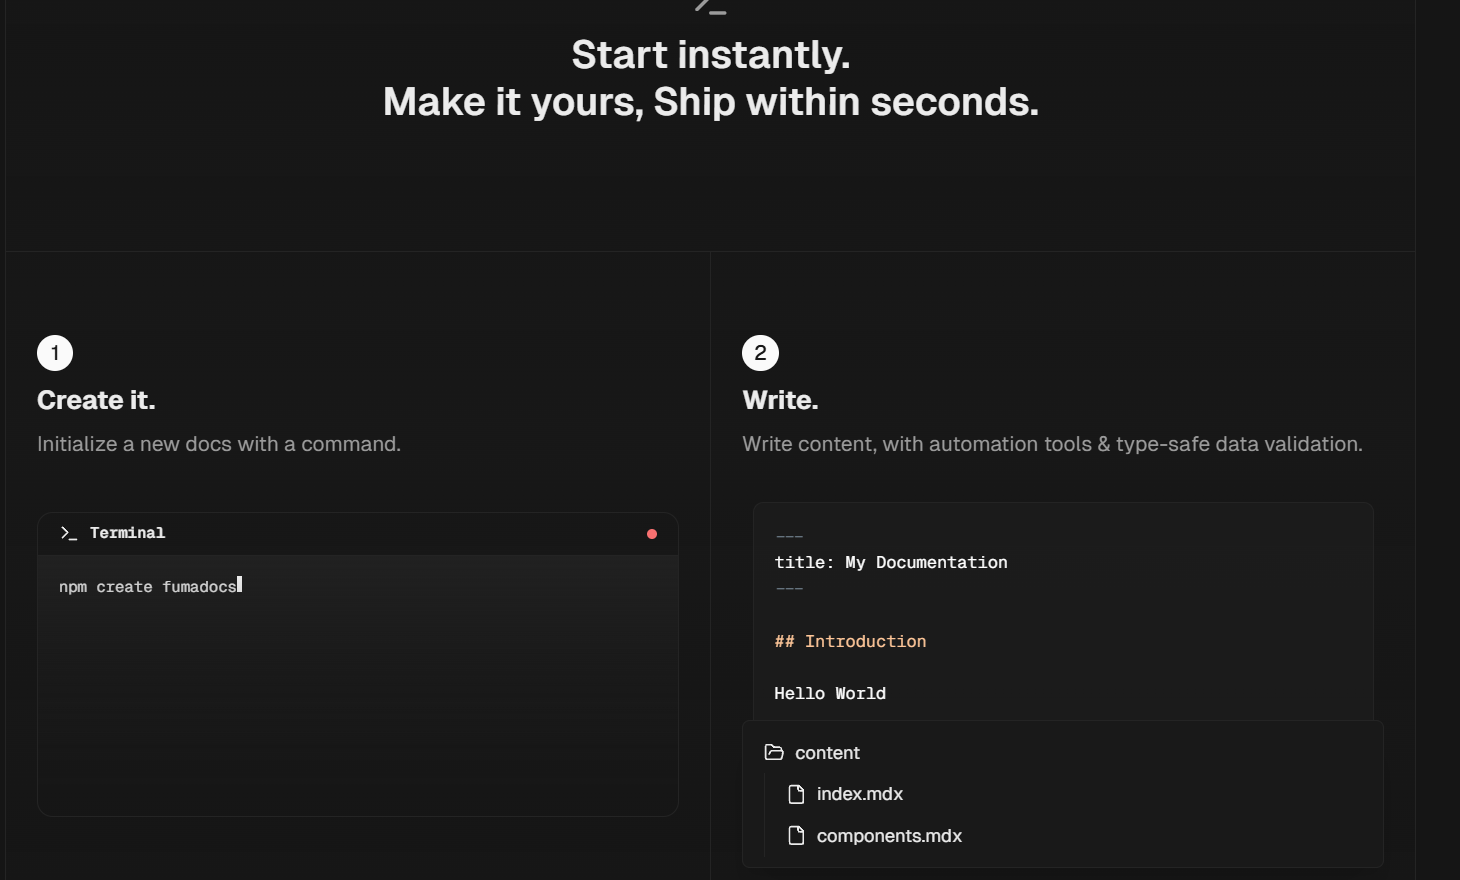 Start instantly.
Make it yours, Ship within seconds.
1
Create it.
Initialize a new docs with a command.
>_ Terminal
npm create fumadocs
2
Write.
Write content, with automation tools & type-safe data validation.
---
title: My Documentation
---
## Introduction
Hello World
content
index.mdx
components.mdx